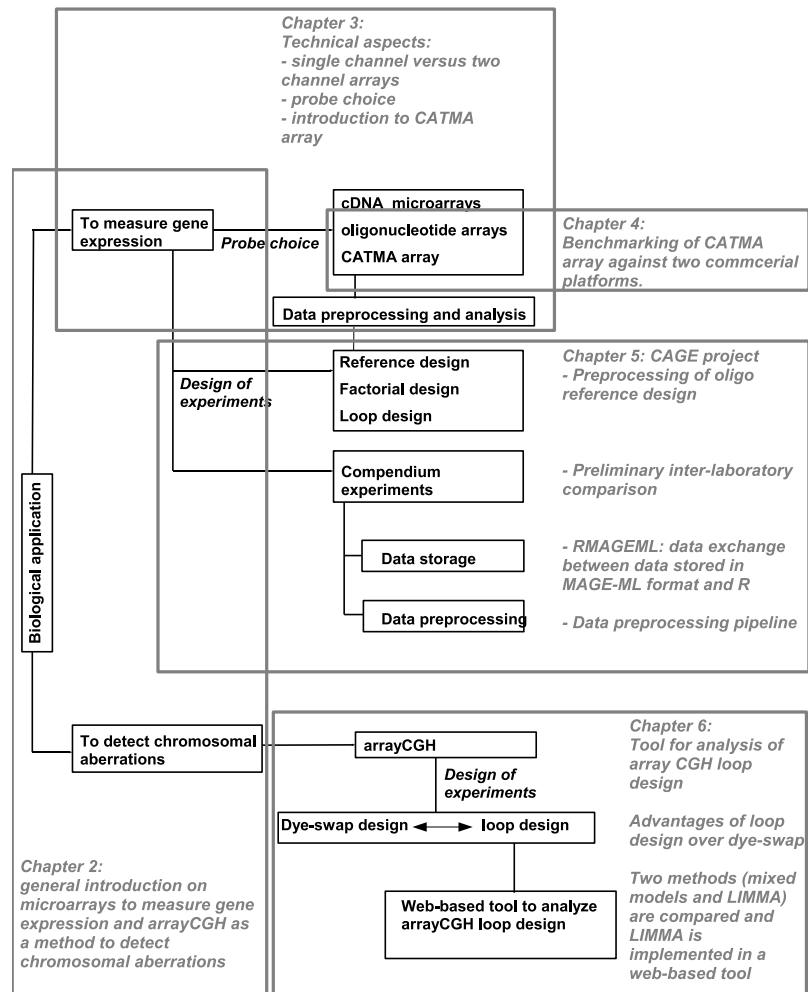 Chapter 3:
Technical aspects:
- single channel versus two
channel arrays
- probe choice
- introduction to CATMA
array
cDNA microarrays
To measure gene
expression
Probe choice
oligonucleotide arrays
CATMA array
Chapter 4:
Benchmarking of CATMA
array against two commcerial
platforms.
Data preprocessing and analysis
Design of
experiments
Reference design
Factorial design
Loop design
Chapter 5: CAGE project
- Preprocessing of oligo
reference design
Compendium
experiments
- Preliminary inter-laboratory
comparison
Data storage
- RMAGEML: data exchange
between data stored in
MAGE-ML format and R
Data preprocessing
- Data preprocessing pipeline
Biological application
To detect chromosomal
aberrations
arrayCGH
Design of
experiments
Dye-swap design
loop design
Web-based tool to analyze
arrayCGH loop design
Chapter 6:
Tool for analysis of
array CGH loop
design
Advantages of loop
design over dye-swap
Two methods (mixed
models and LIMMA)
are compared and
LIMMA is
implemented in a
web-based tool
Chapter 2:
general introduction on
microarrays to measure gene
expression and arrayCGH as
a method to detect
chromosomal aberrations